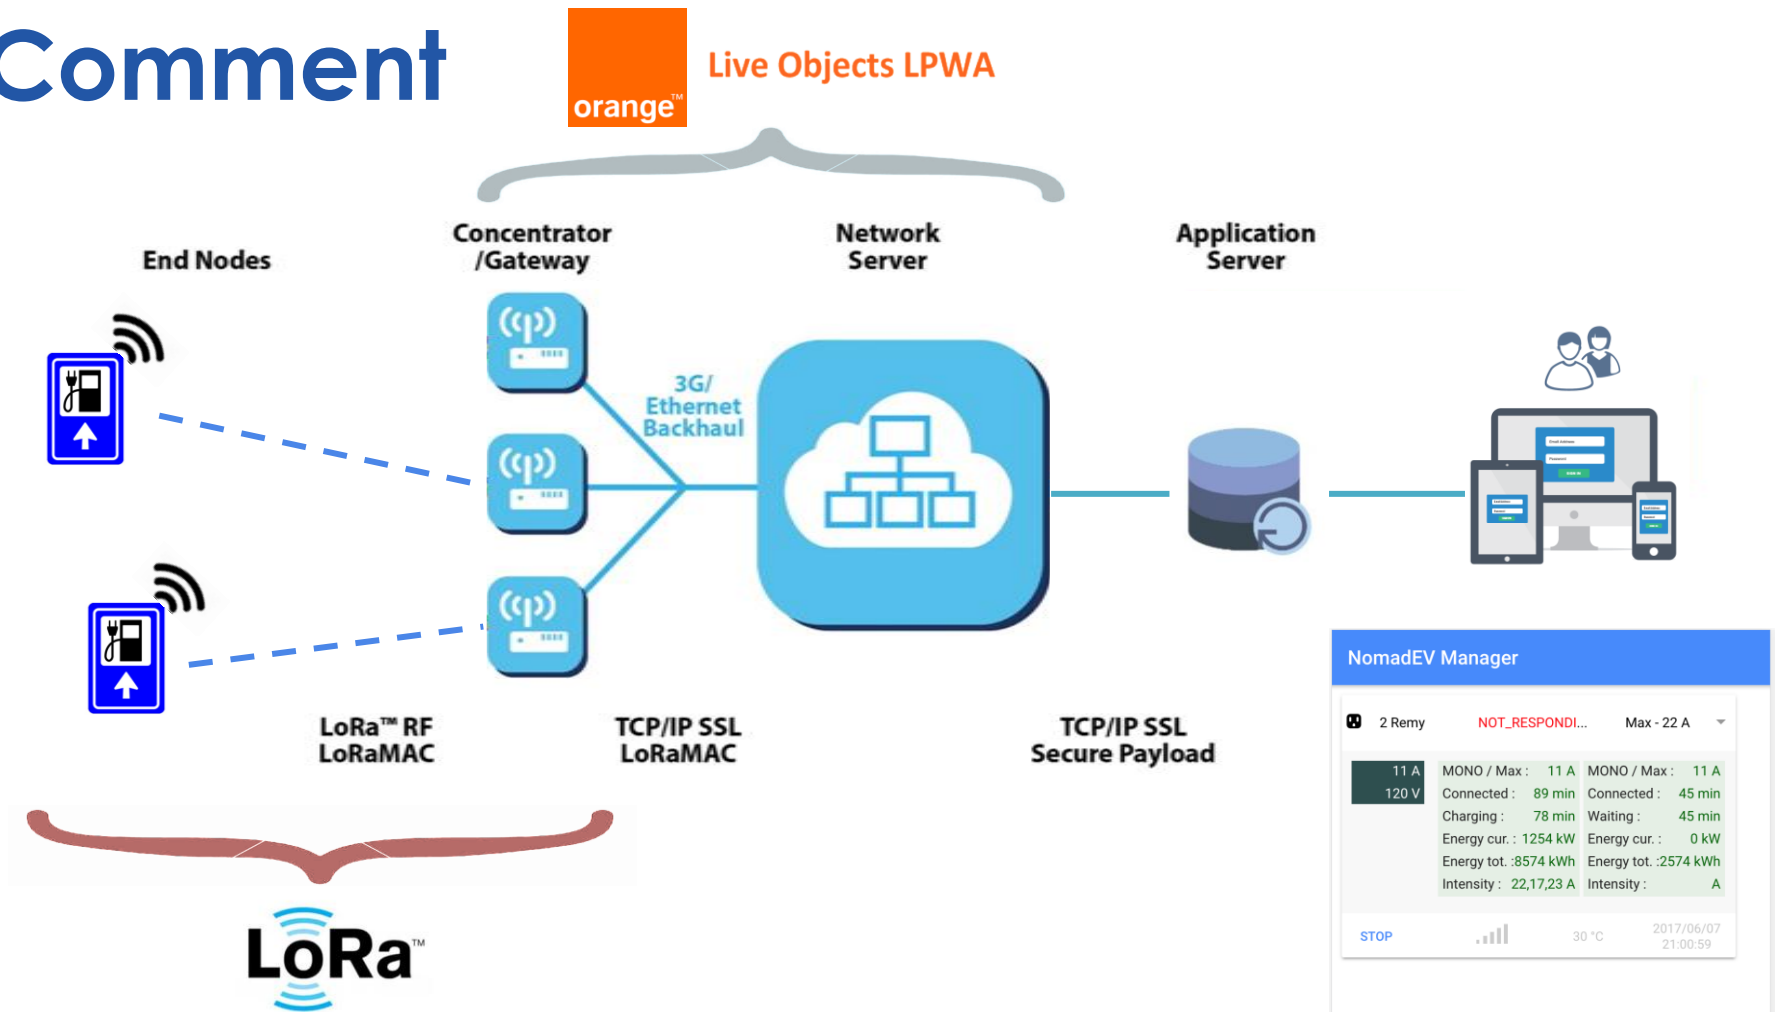 Comment
orange™
Live Objects LPWA
End Nodes
Concentrator
/Gateway
Network
Server
Application
Server
3G/
Ethernet
Backhaul
LoRa™ RF
LoRaMAC
TCP/IP SSL
LoRaMAC
TCP/IP SSL
Secure Payload
LoRa™
Email Address
Password
NomadEV Manager
2 Remy NOT_RESPONDI... Max - 22 A
11 A
120 V
MONO / Max : 11 A MONO / Max : 11 A
Connected : 89 min Connected : 45 min
Charging : 78 min Waiting : 45 min
Energy cur. : 1254 kW Energy cur. : 0 kW
Energy tot. :8574 kWh Energy tot. :2574 kWh
Intensity : 22,17,23 A Intensity : A
STOP 30 °C 2017/06/07
21:00:59